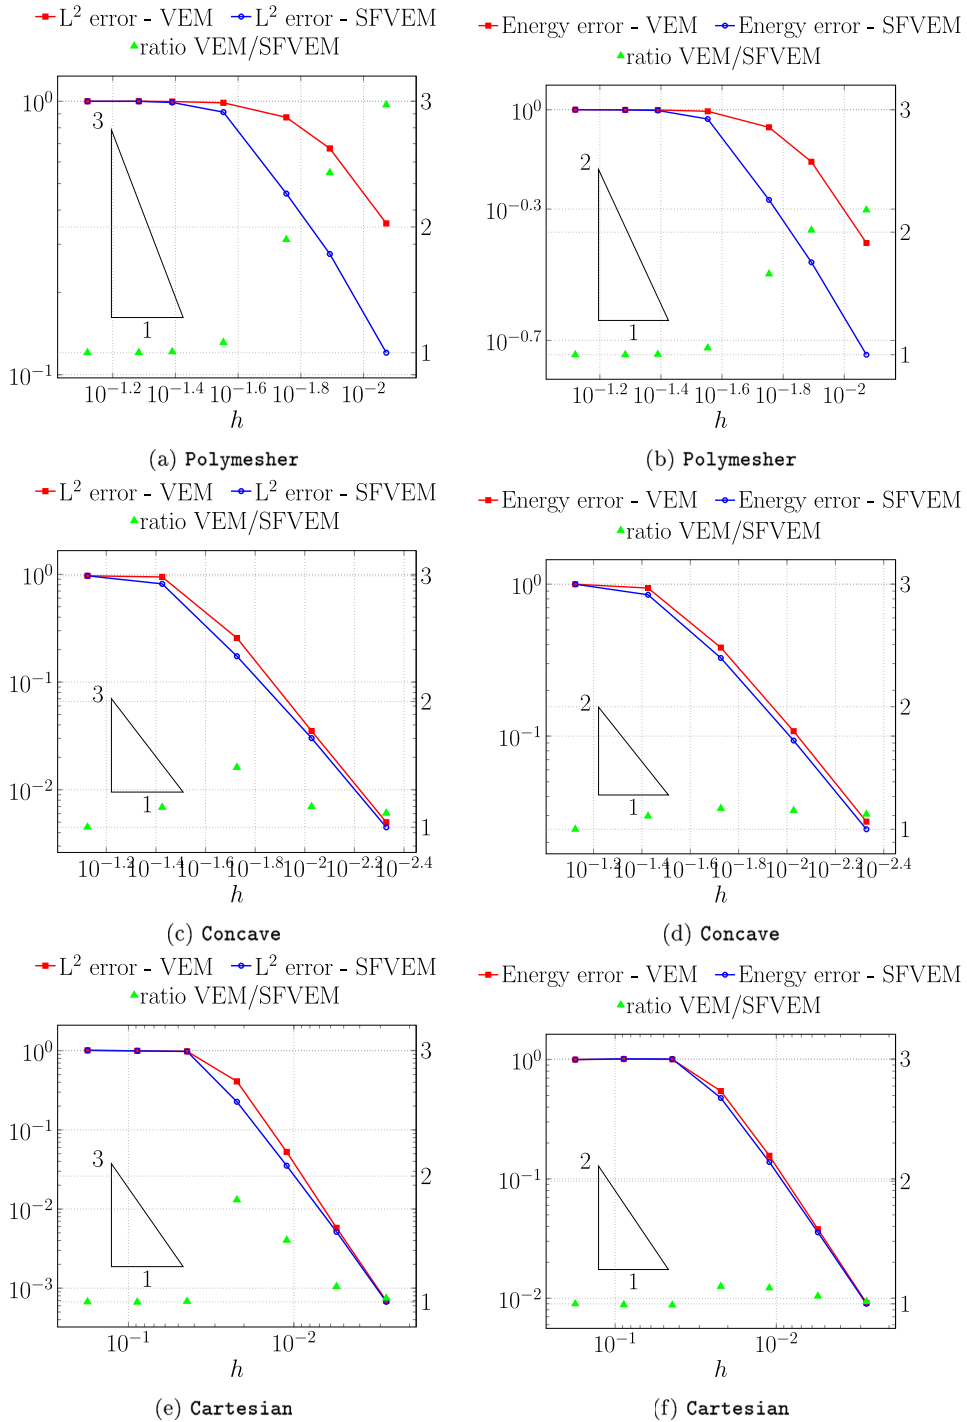 L² error - VEM L² error - SFVEM
ratio VEM/SFVEM
Energy error - VEM Energy error - SFVEM
ratio VEM/SFVEM
10⁰
10⁻¹
3
1
3
2
1
10⁻¹·² 10⁻¹·⁴ 10⁻¹·⁶ 10⁻¹·⁸ 10⁻²
h
(a) Polymesher
10⁰
10⁻⁰·³
10⁻⁰·⁷
2
1
3
2
1
10⁻¹·² 10⁻¹·⁴ 10⁻¹·⁶ 10⁻¹·⁸ 10⁻²
h
(b) Polymesher
L² error - VEM L² error - SFVEM
ratio VEM/SFVEM
Energy error - VEM Energy error - SFVEM
ratio VEM/SFVEM
10⁰
10⁻¹
10⁻²
3
1
3
2
1
10⁻¹·² 10⁻¹·⁴ 10⁻¹·⁶ 10⁻¹·⁸ 10⁻² 10⁻²·² 10⁻²·⁴
h
(c) Concave
10⁰
10⁻¹
2
1
3
2
1
10⁻¹·² 10⁻¹·⁴ 10⁻¹·⁶ 10⁻¹·⁸ 10⁻² 10⁻²·² 10⁻²·⁴
h
(d) Concave
L² error - VEM L² error - SFVEM
ratio VEM/SFVEM
Energy error - VEM Energy error - SFVEM
ratio VEM/SFVEM
10⁰
10⁻¹
10⁻²
10⁻³
3
1
3
2
1
10⁻¹ 10⁻²
h
(e) Cartesian
10⁰
10⁻¹
10⁻²
2
1
3
2
1
10⁻¹ 10⁻²
h
(f) Cartesian